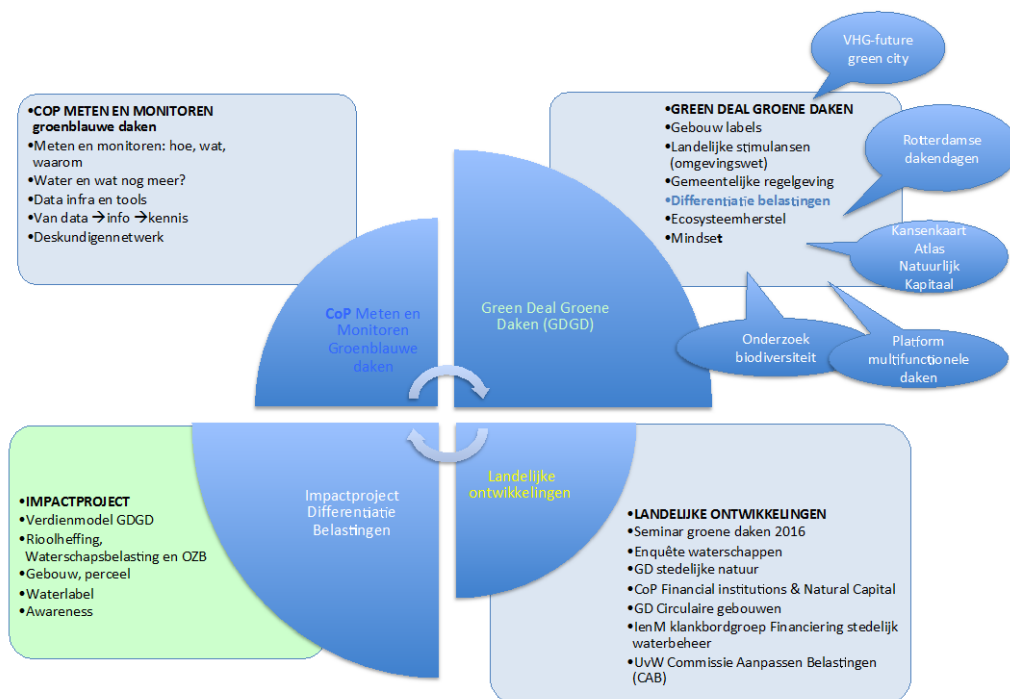 VHG-future
green city
•COP METEN EN MONITOREN
groenblauwe daken
•Meten en monitoren: hoe, wat,
waarom
•Water en wat nog meer?
•Data infra en tools
•Van data →info →kennis
•Deskundigennetwerk
•GREEN DEAL GROENE DAKEN
•Gebouw labels
•Landelijke stimulansen
(omgevingswet)
•Gemeentelijke regelgeving
•Differentiatie belastingen
•Ecosysteemherstel
•Mindset
Rotterdamse
dakendagen
Kansenkaart
Atlas
Natuurlijk
Kapitaal
Onderzoek
biodiversiteit
Platform
multifunctionele
daken
CoP Meten en
Monitoren
Groenblauwe
daken
Green Deal Groene
Daken (GDGD)
Impactproject
Differentiatie
Belastingen
Landelijke
ontwikkelingen
•IMPACTPROJECT
•Verdienmodel GDGD
•Rioolheffing,
Waterschapsbelasting en OZB
•Gebouw, perceel
•Waterlabel
•Awareness
•LANDELIJKE ONTWIKKELINGEN
•Seminar groene daken 2016
•Enquête waterschappen
•GD stedelijke natuur
•CoP Financial institutions & Natural Capital
•GD Circulaire gebouwen
•IenM klankbordgroep Financiering stedelijk
waterbeheer
•UvW Commissie Aanpassen Belastingen
(CAB)